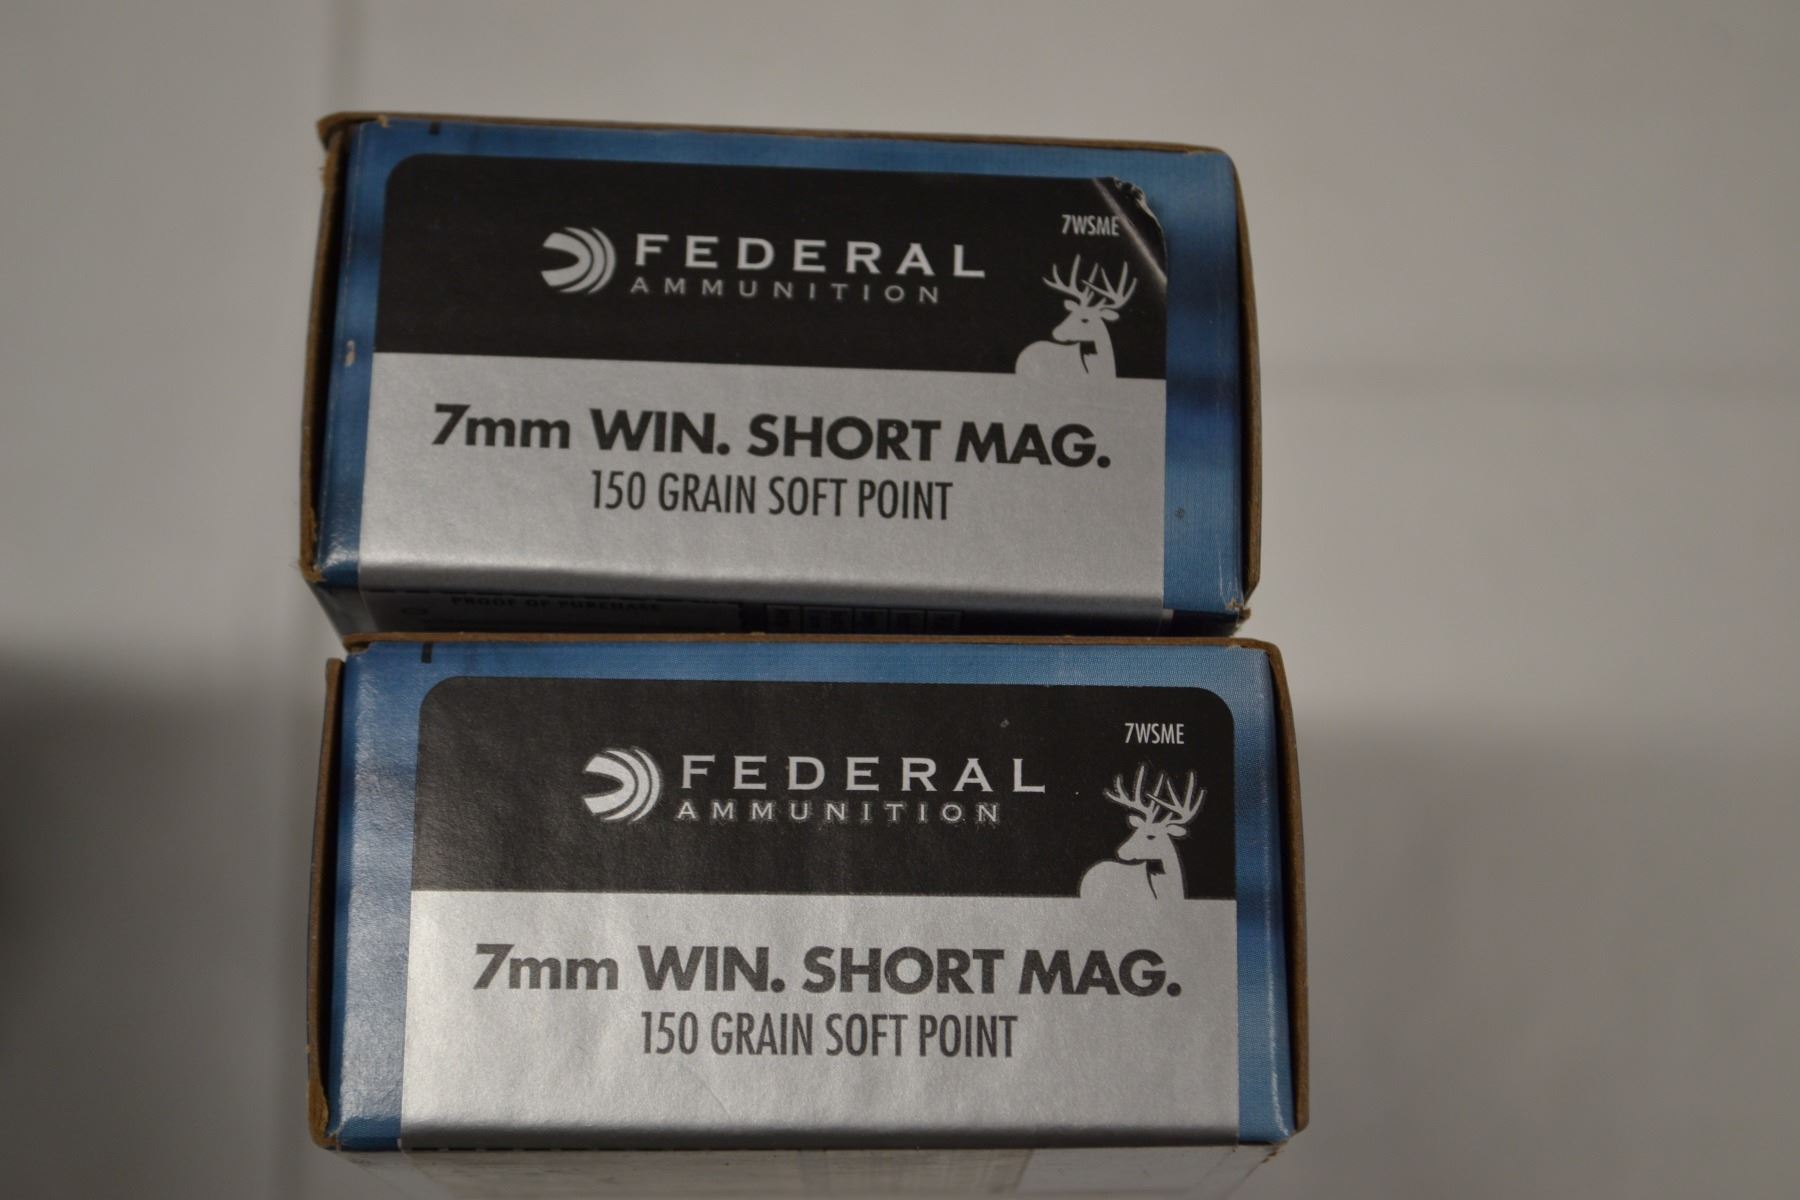 7WSME
FEDERAL
AMMUNITION
7mm WIN. SHORT MAG.
150 GRAIN SOFT POINT
PROOF OF PURCHASE
7WSME
FEDERAL
AMMUNITION
7mm WIN. SHORT MAG.
150 GRAIN SOFT POINT